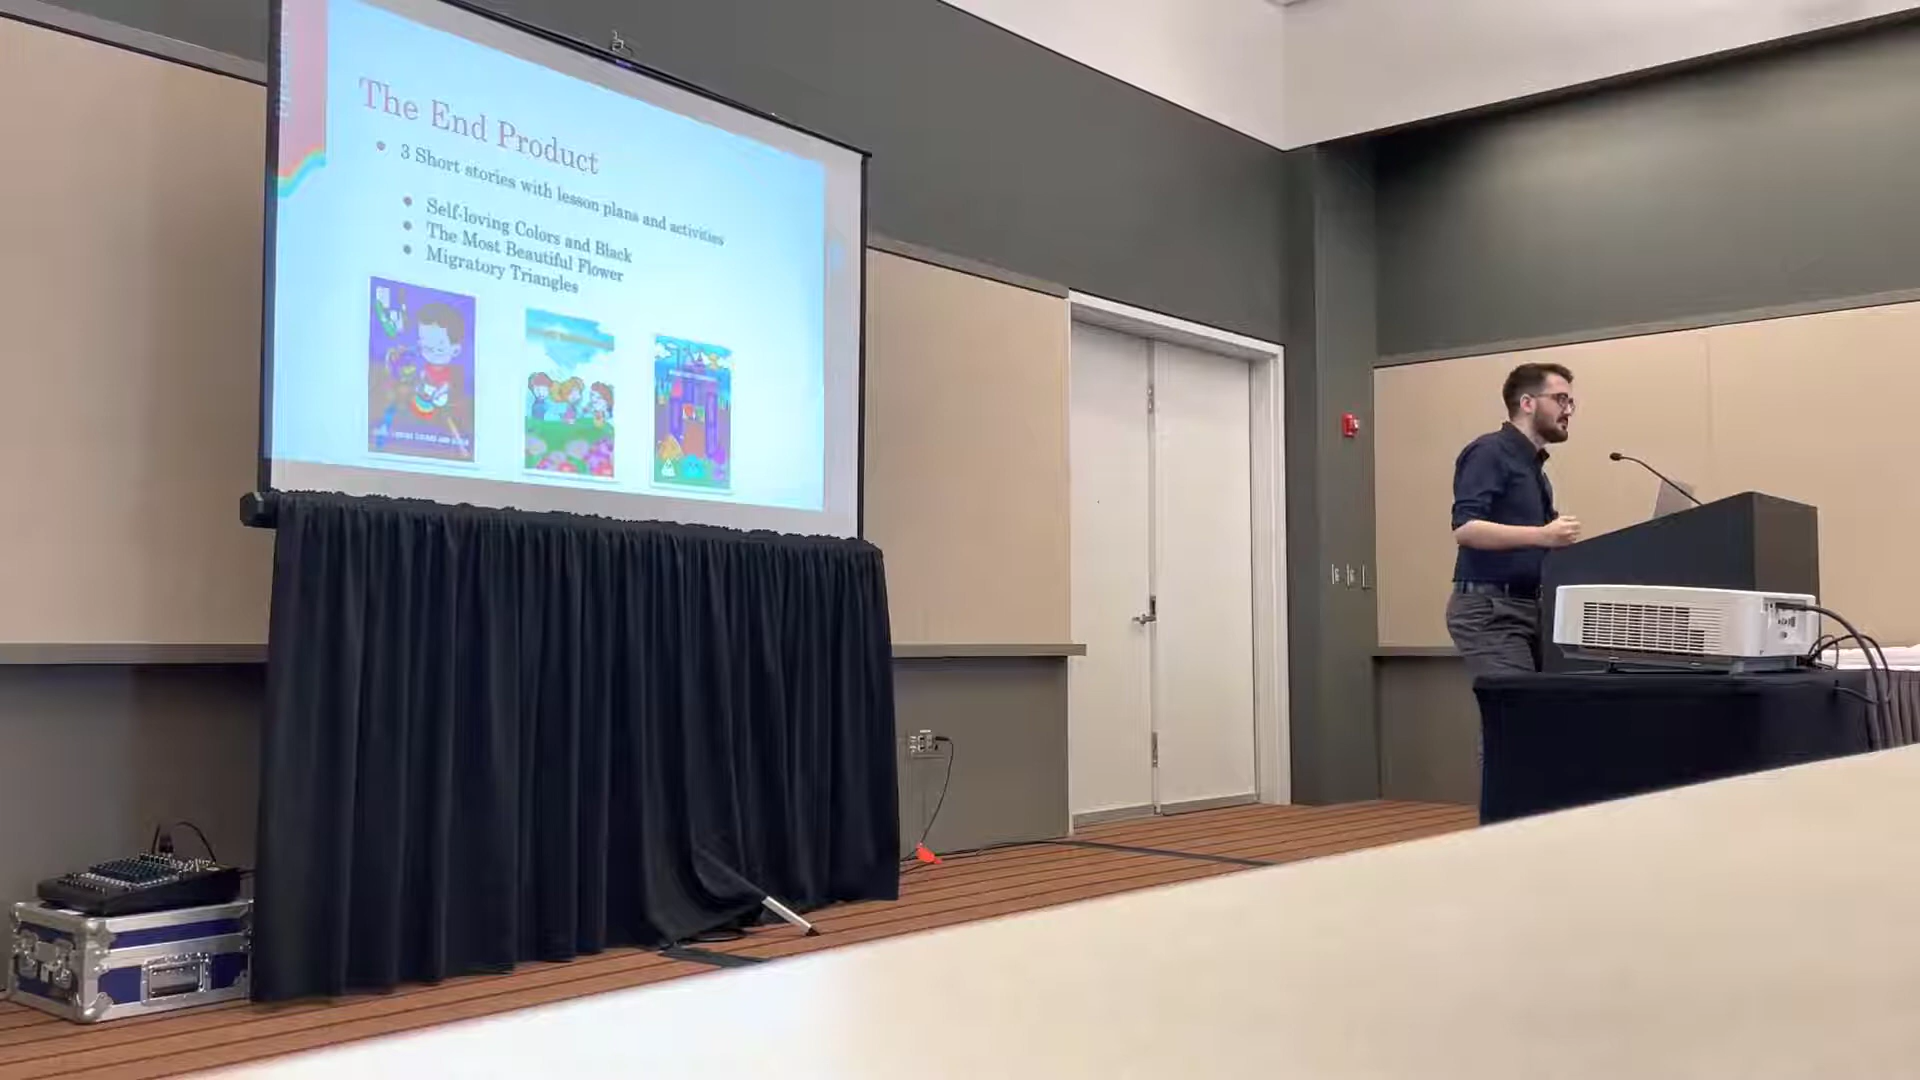 The End Product
3 Short stories with lesson plans and activities
Self-loving Colors and Black
The Most Beautiful Flower
Migratory Triangles